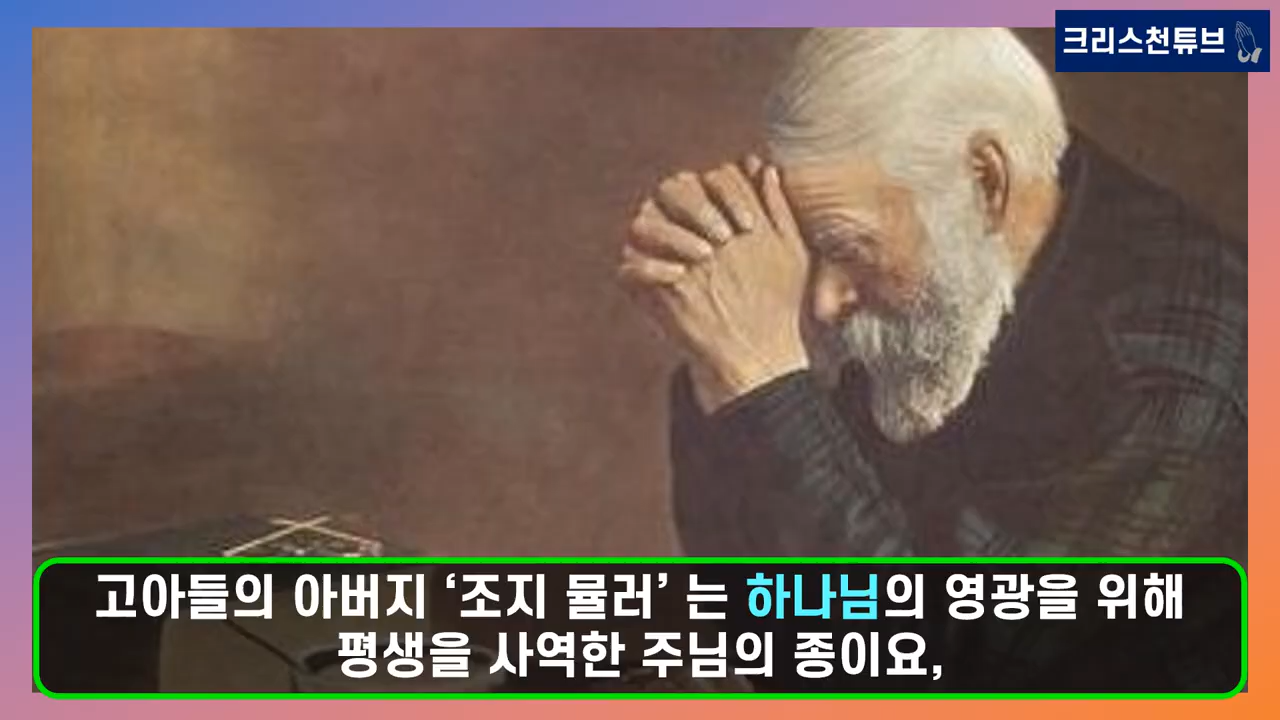 크리스천튜브
고아들의 아버지 ‘조지 뮬러’ 는 하나님의 영광을 위해
평생을 사역한 주님의 종이요,